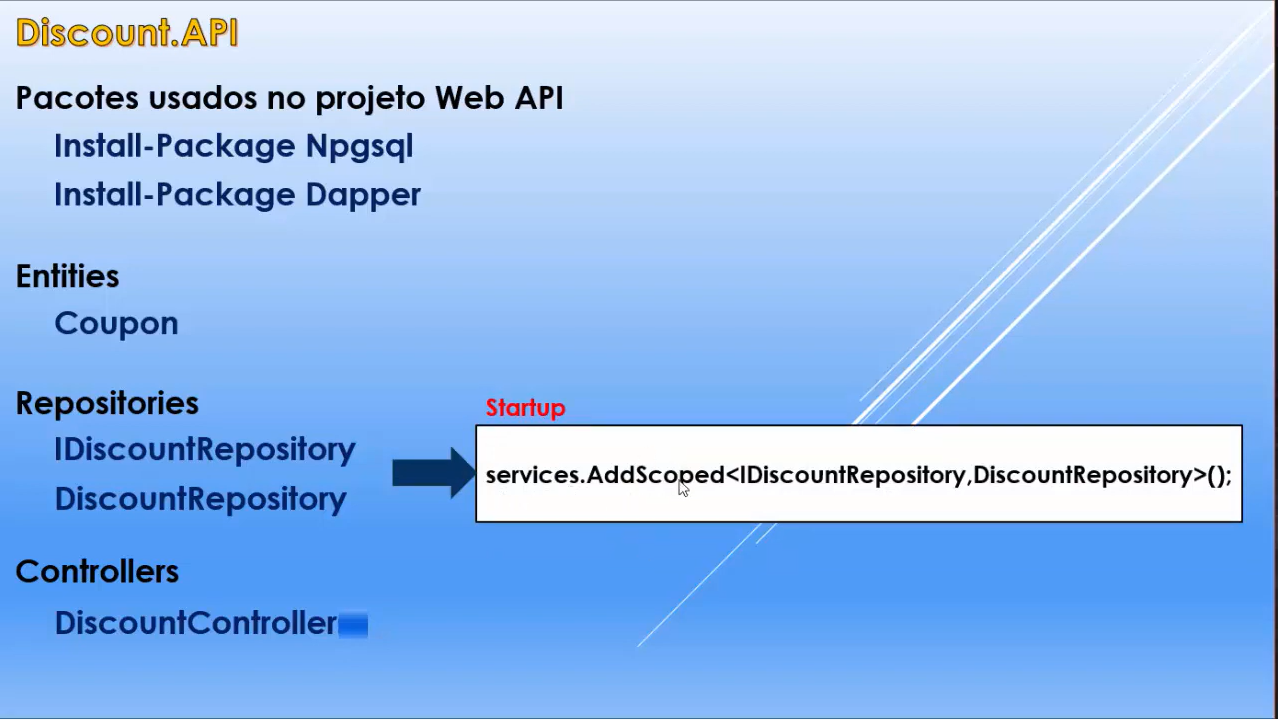 Discount.API
Pacotes usados no projeto Web API
Install-Package Npgsql
Install-Package Dapper
Entities
Coupon
Repositories
IDiscountRepository
DiscountRepository
Startup
services.AddScoped<IDiscountRepository,DiscountRepository>();
Controllers
DiscountController